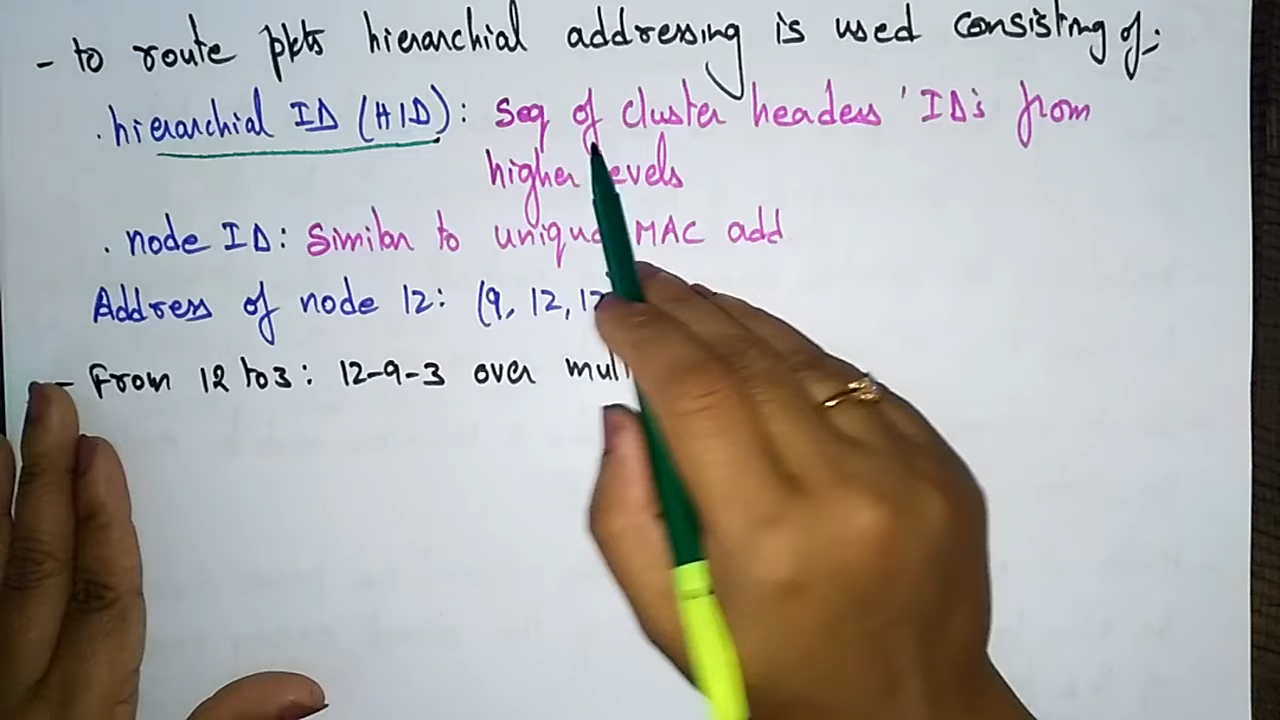 - to route pkts hierarchial addressing is used consisting of:
. hierarchial ID (HID): seq of cluster headers' ID's from
higher levels
. node ID: Similar to unique MAC add
Address of node 12: (9, 12, 12
- From 12 to 3: 12-9-3 over